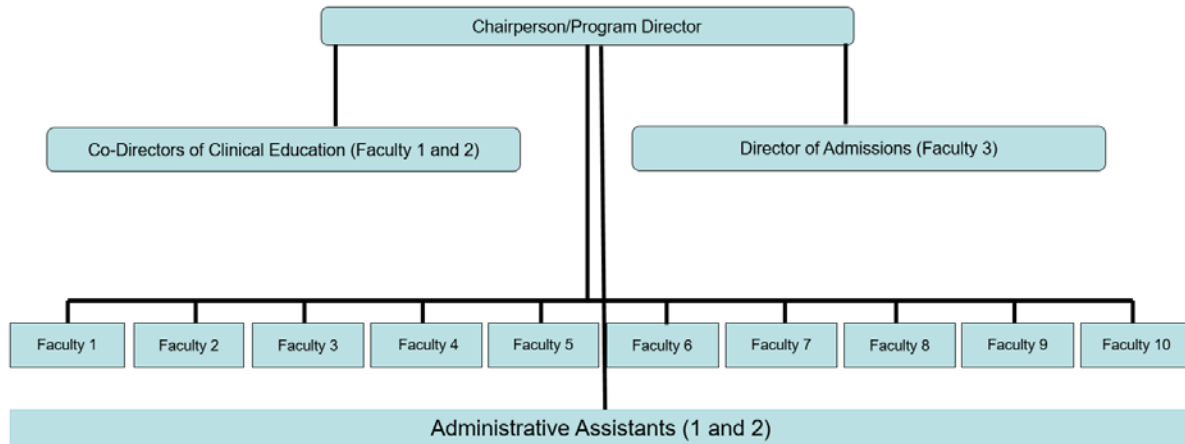 Chairperson/Program Director
Co-Directors of Clinical Education (Faculty 1 and 2)
Director of Admissions (Faculty 3)
Faculty 1
Faculty 2
Faculty 3
Faculty 4
Faculty 5
Faculty 6
Faculty 7
Faculty 8
Faculty 9
Faculty 10
Administrative Assistants (1 and 2)